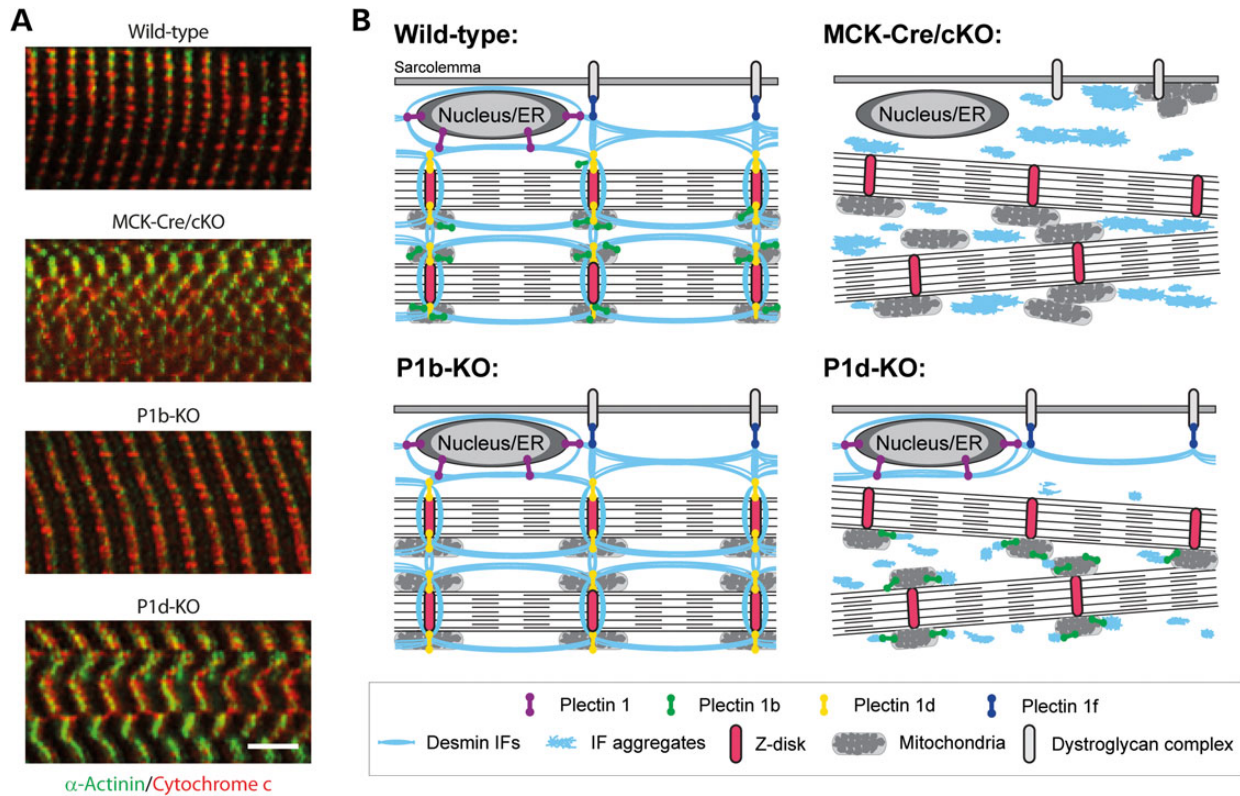 A
Wild-type
MCK-Cre/cKO
P1b-KO
P1d-KO
α-Actinin/Cytochrome c
B
Wild-type:
Sarcolemma
Nucleus/ER
MCK-Cre/cKO:
Nucleus/ER
P1b-KO:
Nucleus/ER
P1d-KO:
Nucleus/ER
Plectin 1 Plectin 1b Plectin 1d Plectin 1f
Desmin IFs IF aggregates Z-disk Mitochondria Dystroglycan complex